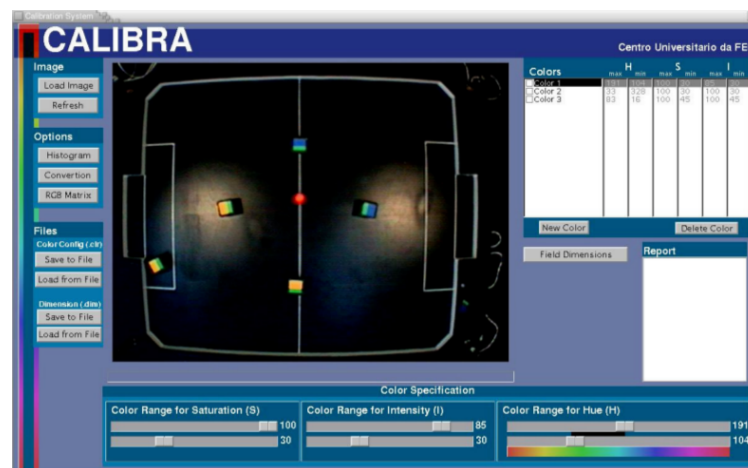 Calibration System
CALIBRA
Centro Universitario da FE
Image
Load Image
Refresh
Options
Histogram
Convertion
RGB Matrix
Files
Color Config (.clr)
Save to File
Load from File
Dimension (.dim)
Save to File
Load from File
Colors
H S I
max min max min max min
Color 1 191 104 100 30
Color 2 33 328 100 30 100 30
Color 3 83 16 100 45 100 45
New Color
Delete Color
Field Dimensions
Report
Color Specification
Color Range for Saturation (S)
100
30
Color Range for Intensity (I)
85
30
Color Range for Hue (H)
191
104